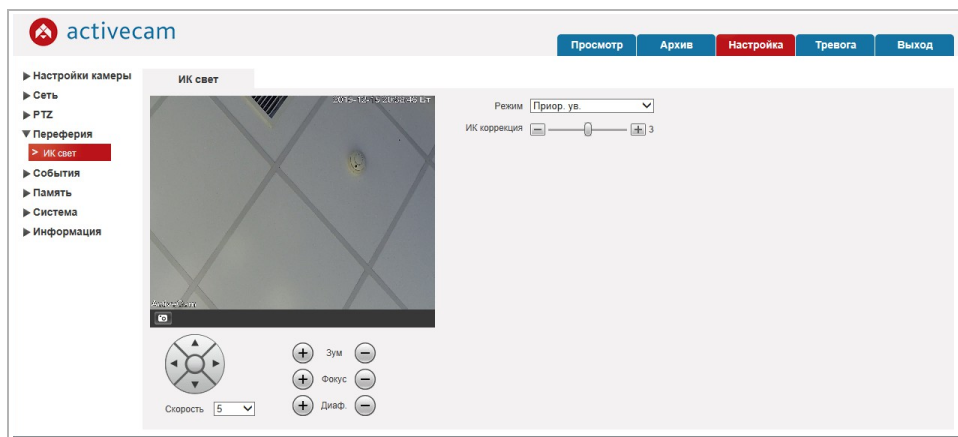 activecam
Просмотр
Архив
Настройка
Тревога
Выход
Настройки камеры
Сеть
PTZ
Переферия
> ИК свет
События
Память
Система
Информация
ИК свет
ActiveCam
Режим Приор. ув.
ИК коррекция 3
Зум
Фокус
Диаф.
Скорость 5